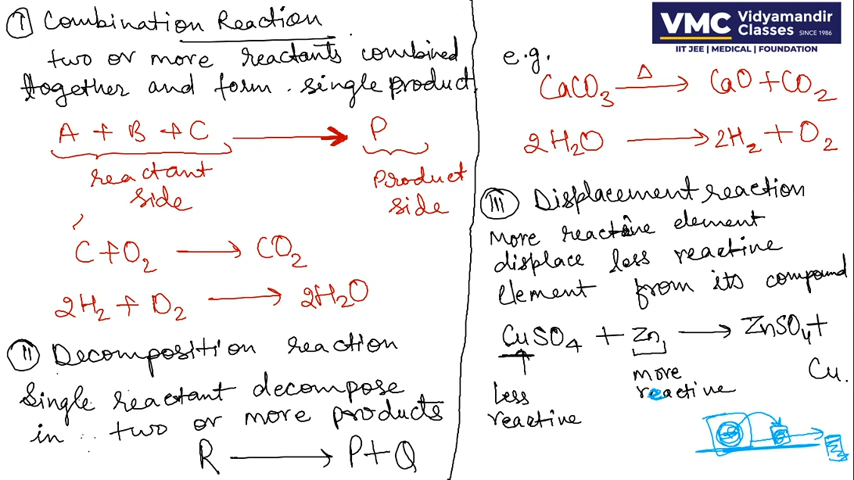 I Combination Reaction
two or more reactants combined
together and form single product
A + B + C → P
reactant side
Product side
C + O2 → CO2
2H2 + O2 → 2H2O
II Decomposition reaction
Single reactant decompose
in two or more products
R → P + Q
VMC Vidyamandir Classes SINCE 1986
IIT JEE | MEDICAL | FOUNDATION
e.g.
CaCO3 Δ→ CaO + CO2
2H2O → 2H2 + O2
III Displacement reaction
More reactive element
displace less reactive
Element from its compound
CuSO4 + Zn → ZnSO4 +
Cu.
less reactive
more reactive